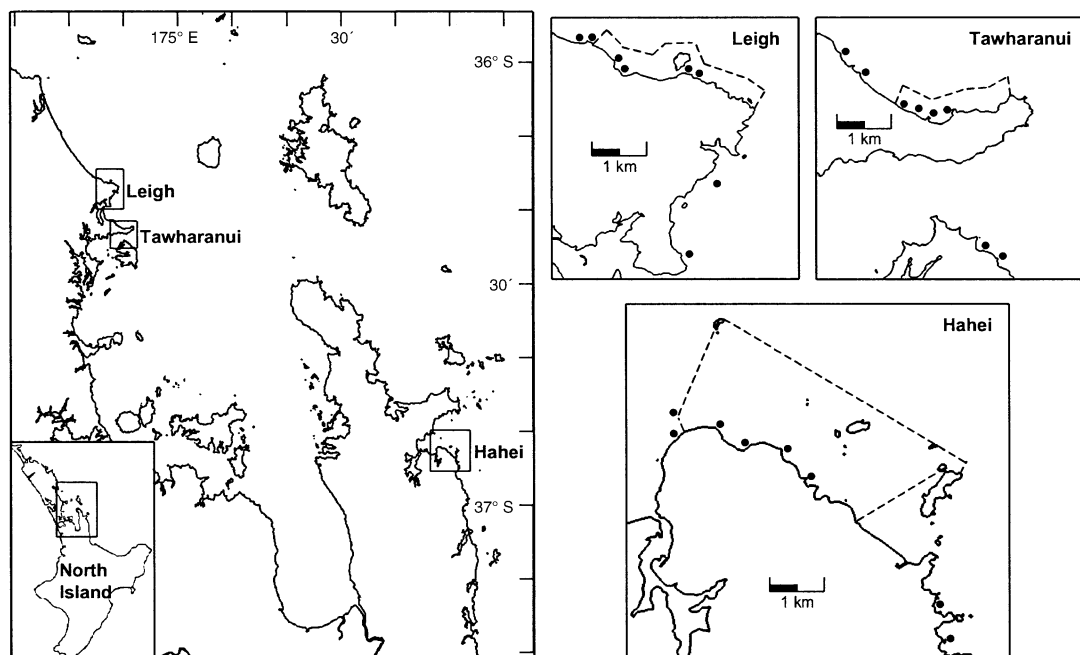 175° E
30´
36° S
Leigh
Tawharanui
30´
Hahei
37° S
North
Island
Leigh
1 km
Tawharanui
1 km
Hahei
1 km